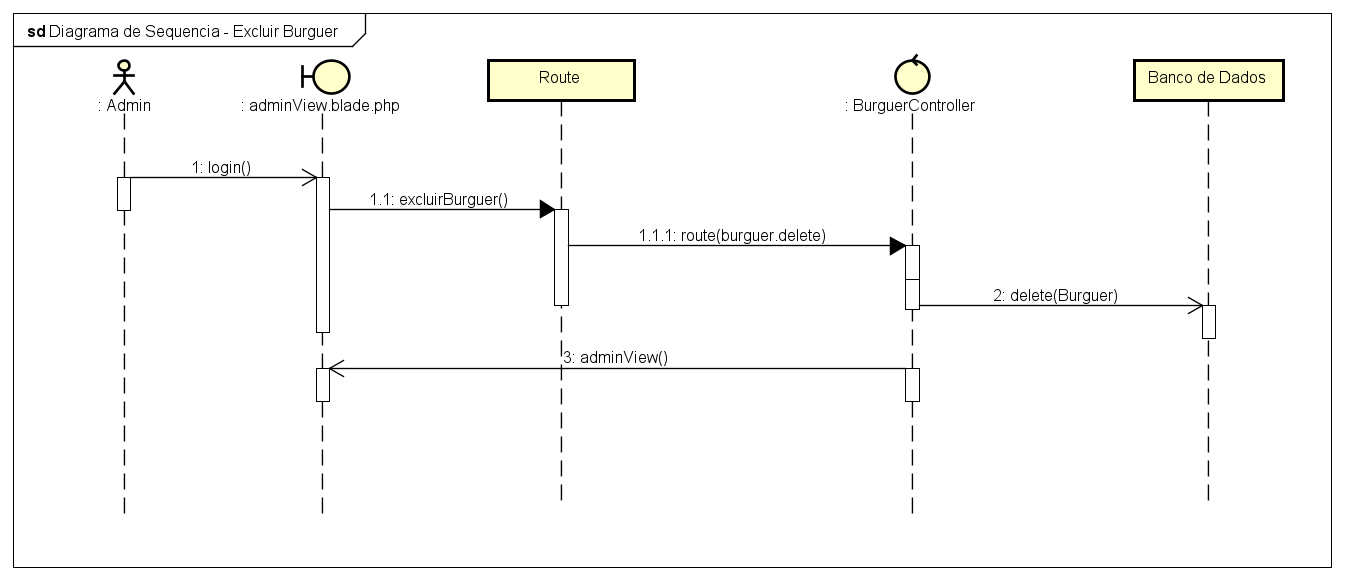 sd Diagrama de Sequencia - Excluir Burguer
: Admin
: adminView.blade.php
Route
: BurguerController
Banco de Dados
1: login()
1.1: excluirBurguer()
1.1.1: route(burguer.delete)
2: delete(Burguer)
3: adminView()